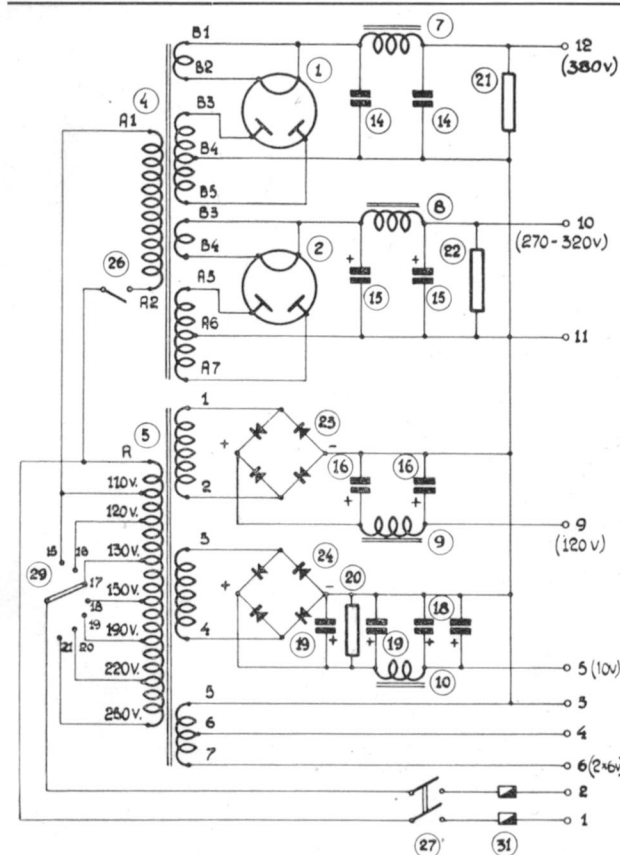 B1
7
12
(380v)
B2
1
21
4
B3
14
14
A1
B4
B5
B3
8
10
(270-320v)
B4
2
22
26
+
+
A2
A5
15
15
A6
11
A7
1
5
23
R
+
-
110v.
16
16
2
120v.
+
+
15
16
130v.
9
9
(120v)
29
17
3
24
20
150v.
18
+
-
18
19
190v.
4
19
+
+
19
+
+
21
20
5 (10v)
220v.
10
5
3
250v.
6
4
7
6 (2×6v)
2
1
27
31